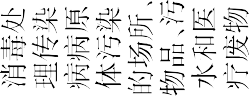 消毒处
理传染
病病原
体污染
的场所、
物品、污
水和医
疗废物